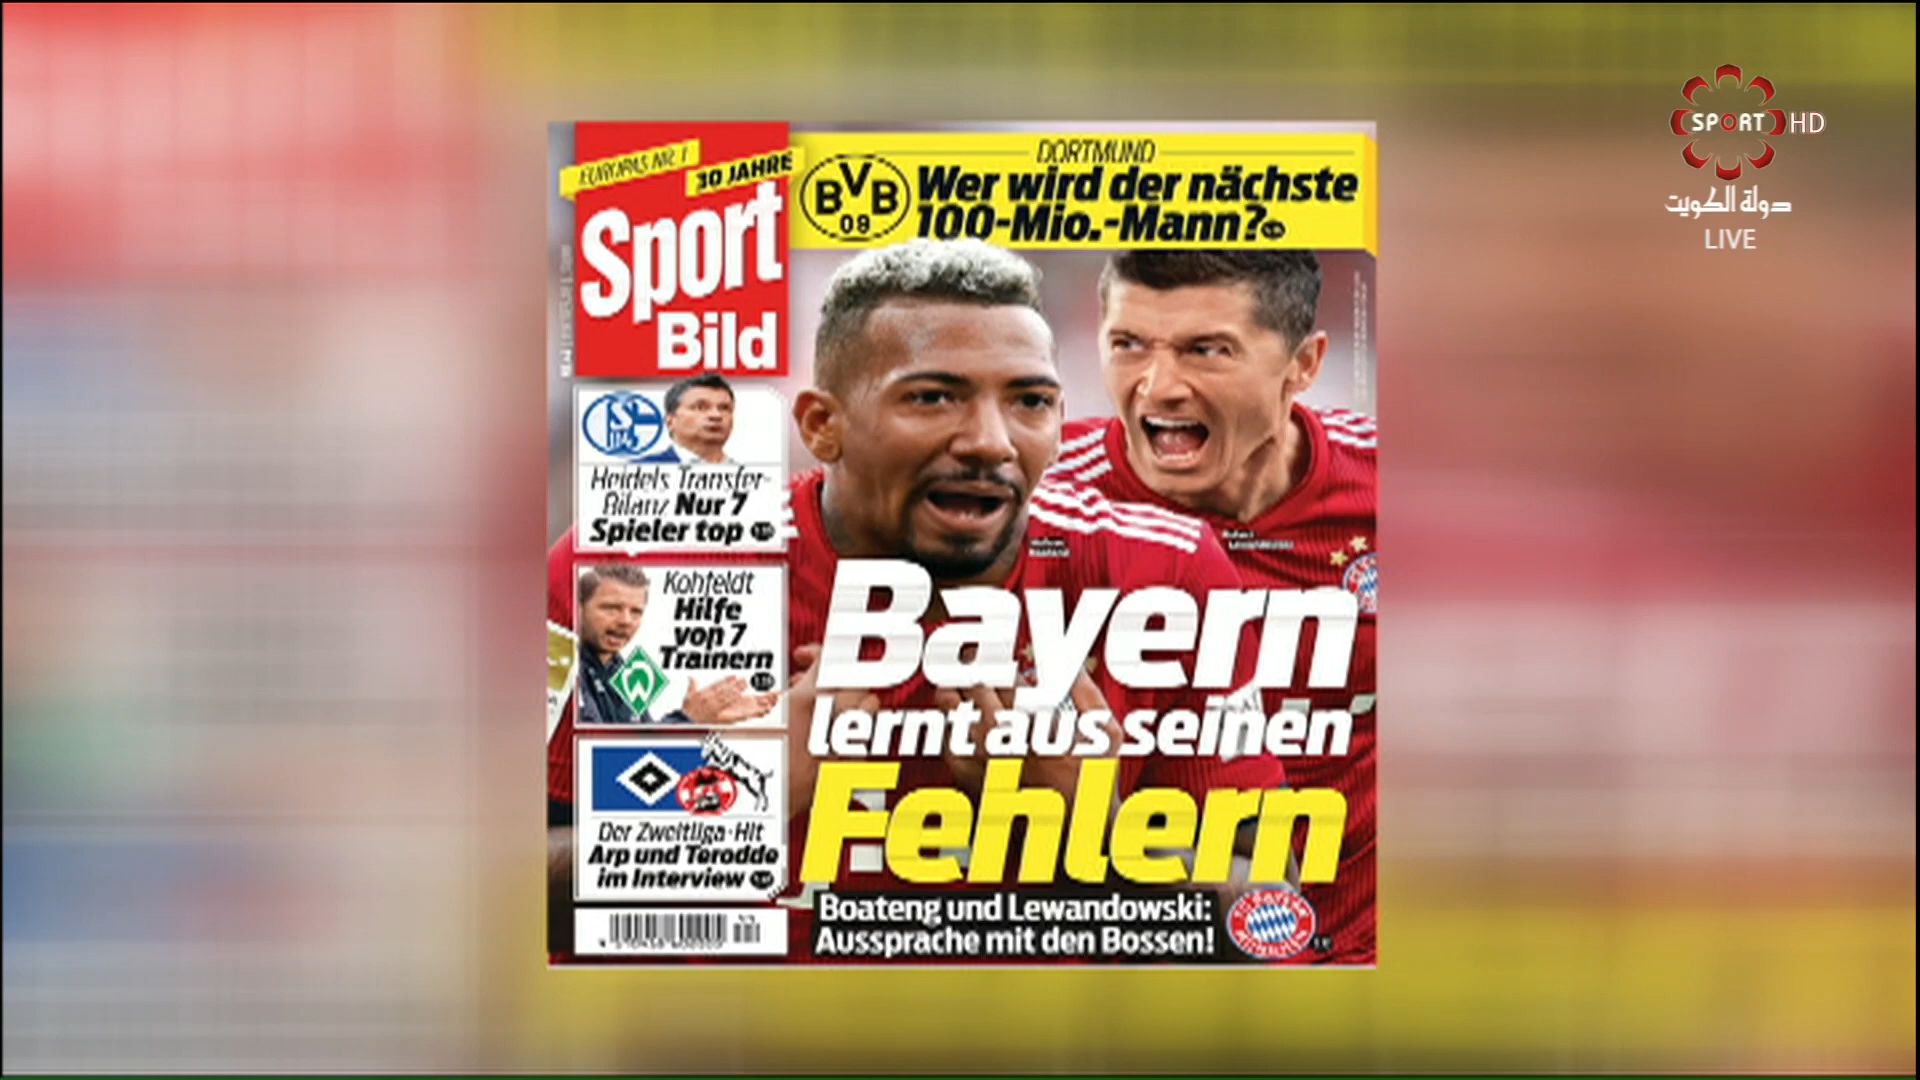 SPORT HD
دولة الكويت
LIVE
EUROPAS NR. 1
30 JAHRE
Sport
Bild
BVB
09
DORTMUND
Wer wird der nächste
100-Mio.-Mann?
Heidels Transfer-
Bilanz Nur 7
Spieler top
Kohfeldt
Hilfe
von 7
Trainern
Der Zweitliga-Hit
Arp und Terodde
im Interview
Bayern
lernt aus seinen
Fehlern
Boateng und Lewandowski:
Aussprache mit den Bossen!